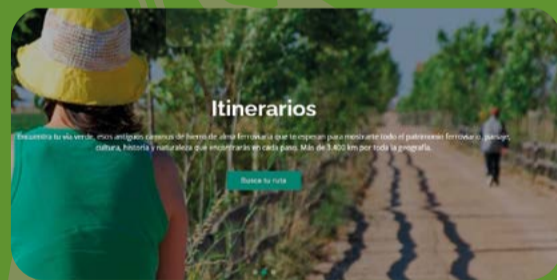 Itinerarios
Encuentra tu vía verde, esos antiguos caminos de hierro de alma ferroviaria que te esperan para mostrarte todo el patrimonio ferroviario, paisaje,
cultura, historia y naturaleza que encontrarás en cada paso. Más de 3.400 km por toda la geografía.
Busca tu ruta